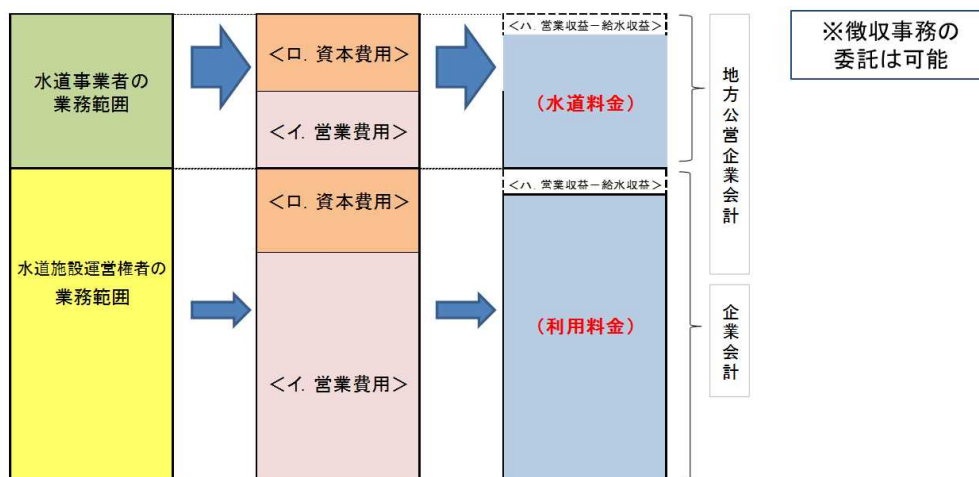 水道事業者の
業務範囲
<ロ. 資本費用>
<イ. 営業費用>
<ハ. 営業収益－給水収益>
(水道料金)
地方公営企業会計
※徴収事務の
委託は可能
水道施設運営権者の
業務範囲
<ロ. 資本費用>
<イ. 営業費用>
<ハ. 営業収益－給水収益>
(利用料金)
企業会計